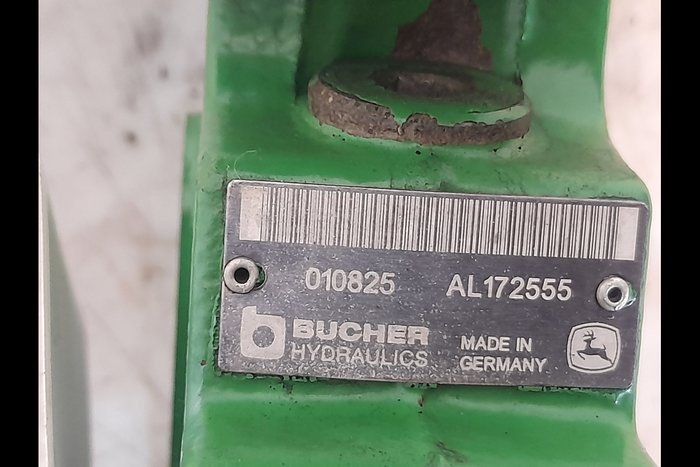 010825 AL172555
BUCHER
HYDRAULICS
MADE IN
GERMANY